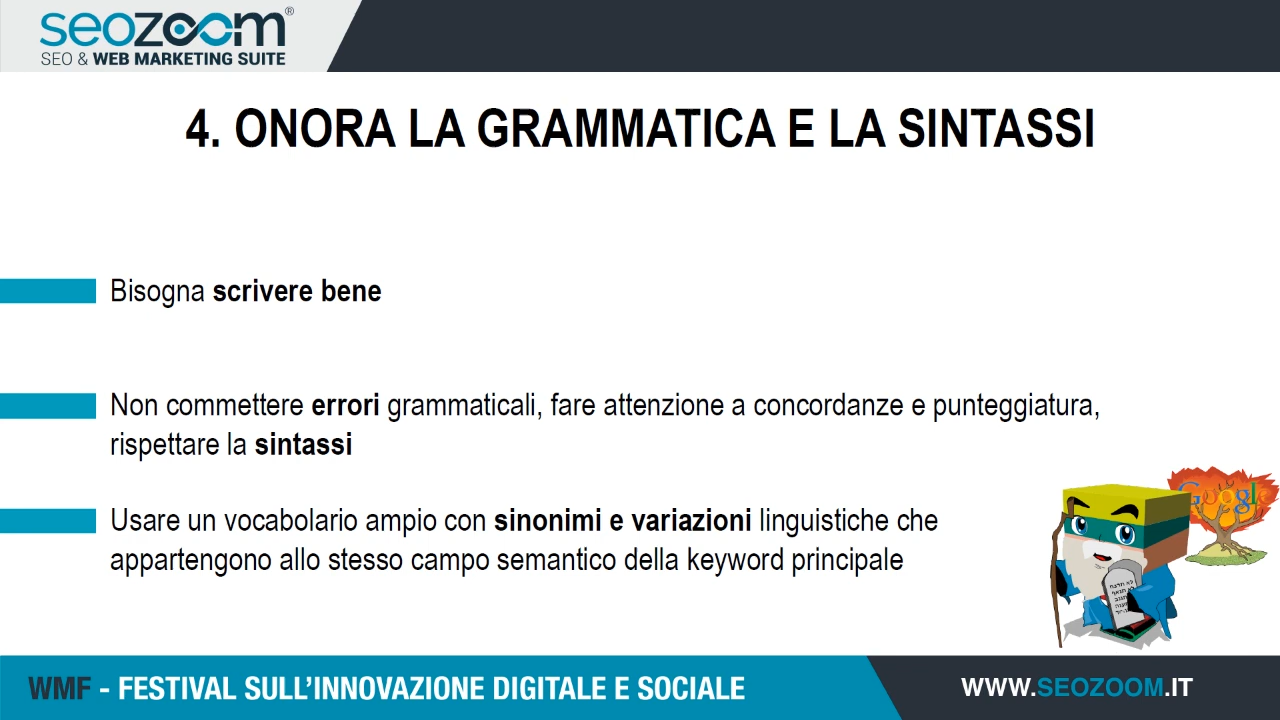 seozoom®
SEO & WEB MARKETING SUITE
4. ONORA LA GRAMMATICA E LA SINTASSI
Bisogna scrivere bene
Non commettere errori grammaticali, fare attenzione a concordanze e punteggiatura,
rispettare la sintassi
Usare un vocabolario ampio con sinonimi e variazioni linguistiche che
appartengono allo stesso campo semantico della keyword principale
Google
WMF - FESTIVAL SULL'INNOVAZIONE DIGITALE E SOCIALE
WWW.SEOZOOM.IT